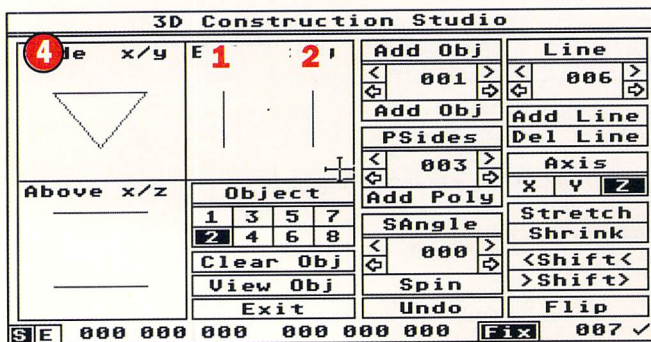 3D Construction Studio
4
de x/y
E
1
2
Above x/z
Object
1 3 5 7
2 4 6 8
Clear Obj
View Obj
Exit
Add Obj
< 001 >
Add Obj
PSides
< 003 >
Add Poly
SAngle
< 000 >
Spin
Undo
Line
< 006 >
Add Line
Del Line
Axis
X Y Z
Stretch
Shrink
<Shift<
>Shift>
Flip
S E 000 000 000 000 000 000 Fix 007 ✓